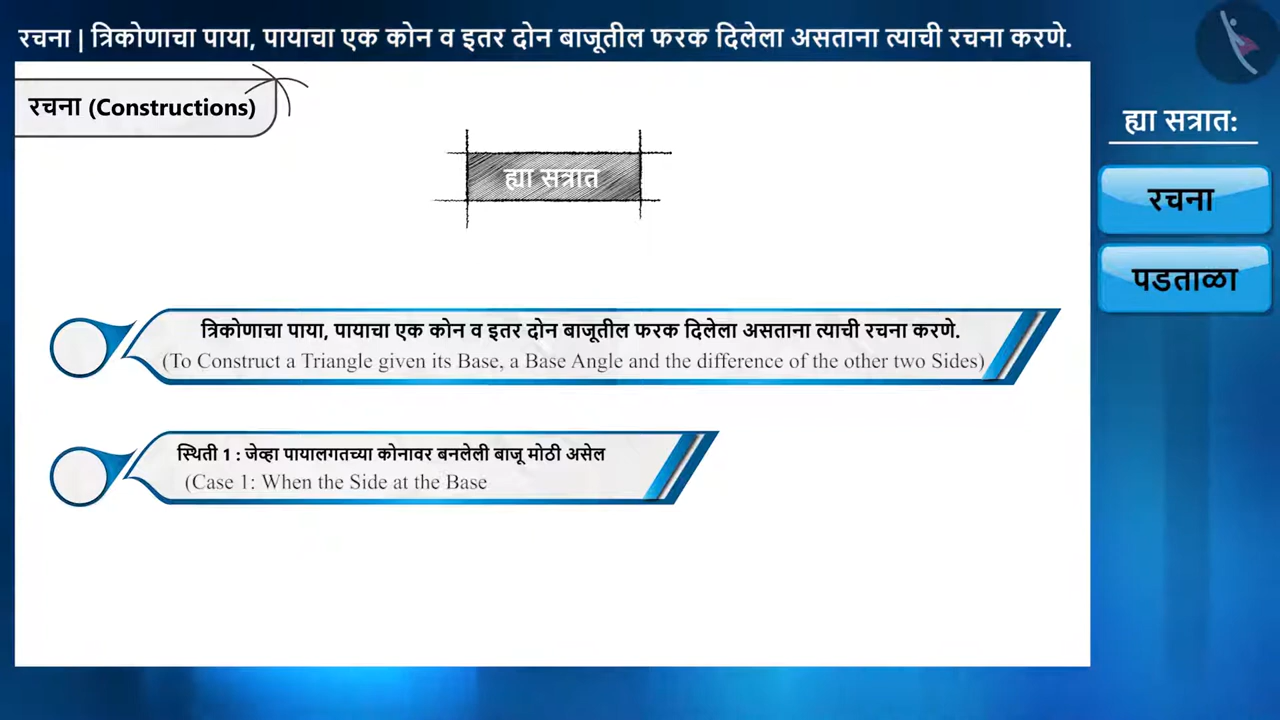 रचना | त्रिकोणाचा पाया, पायाचा एक कोन व इतर दोन बाजूतील फरक दिलेला असताना त्याची रचना करणे.
रचना (Constructions)
ह्या सत्रात
त्रिकोणाचा पाया, पायाचा एक कोन व इतर दोन बाजूतील फरक दिलेला असताना त्याची रचना करणे.
(To Construct a Triangle given its Base, a Base Angle and the difference of the other two Sides)
स्थिती 1 : जेव्हा पायालगतच्या कोनावर बनलेली बाजू मोठी असेल
(Case 1: When the Side at the Base
ह्या सत्रात:
रचना
पडताळा